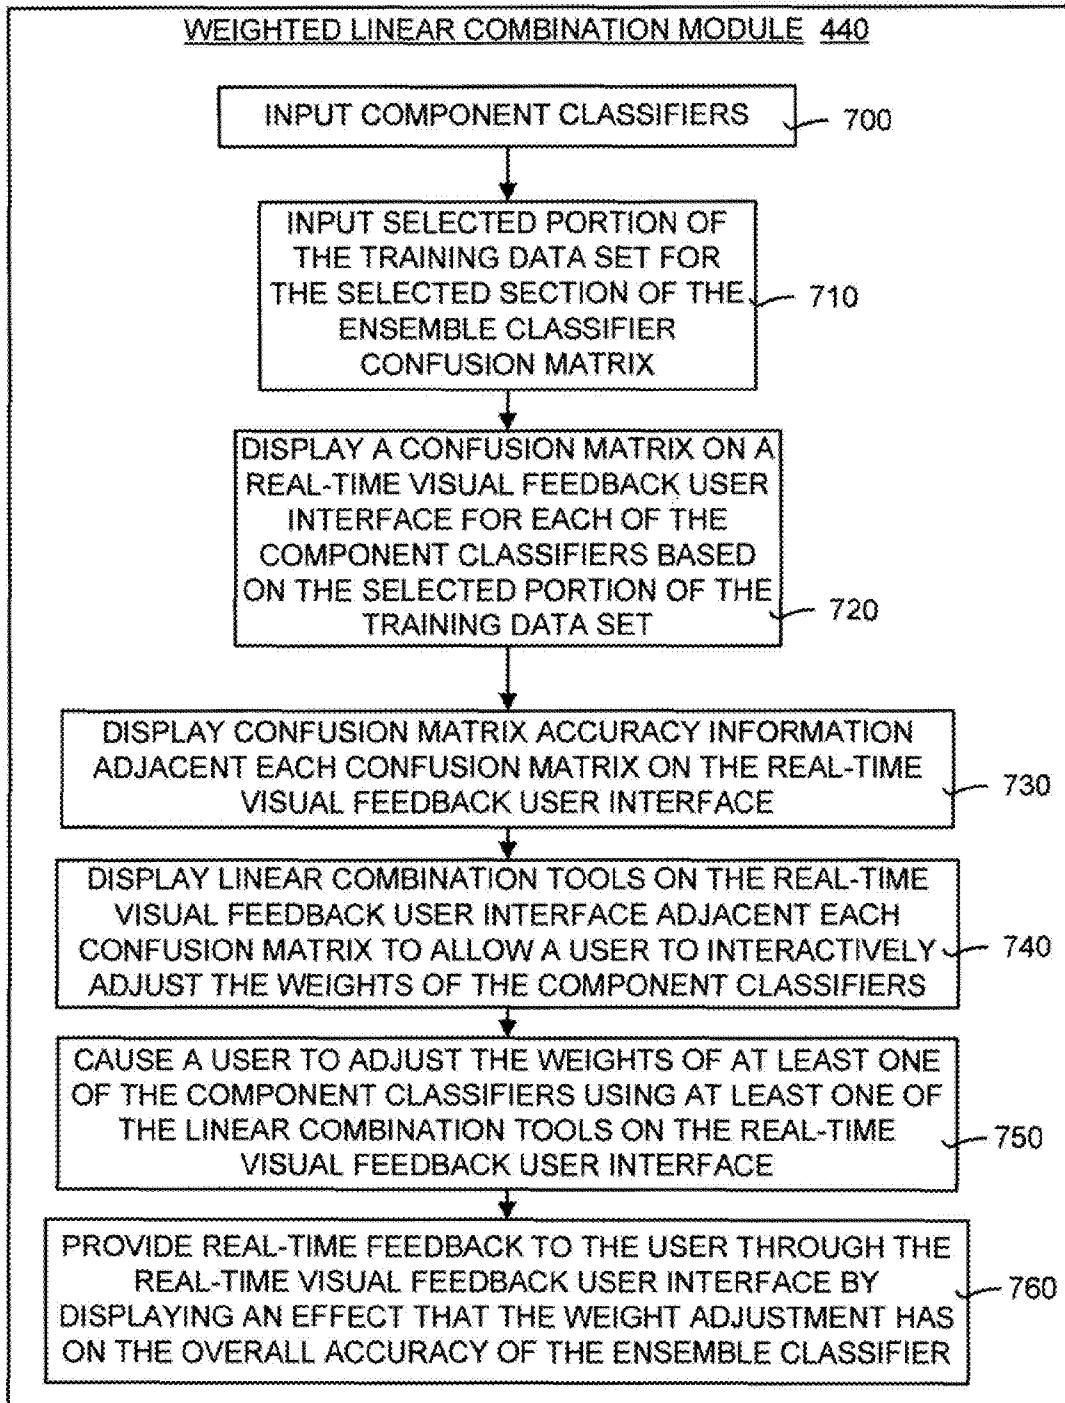 WEIGHTED LINEAR COMBINATION MODULE 440
INPUT COMPONENT CLASSIFIERS
700
INPUT SELECTED PORTION OF
THE TRAINING DATA SET FOR
THE SELECTED SECTION OF THE
ENSEMBLE CLASSIFIER
CONFUSION MATRIX
710
DISPLAY A CONFUSION MATRIX ON A
REAL-TIME VISUAL FEEDBACK USER
INTERFACE FOR EACH OF THE
COMPONENT CLASSIFIERS BASED
ON THE SELECTED PORTION OF THE
TRAINING DATA SET
720
DISPLAY CONFUSION MATRIX ACCURACY INFORMATION
ADJACENT EACH CONFUSION MATRIX ON THE REAL-TIME
VISUAL FEEDBACK USER INTERFACE
730
DISPLAY LINEAR COMBINATION TOOLS ON THE REAL-TIME
VISUAL FEEDBACK USER INTERFACE ADJACENT EACH
CONFUSION MATRIX TO ALLOW A USER TO INTERACTIVELY
ADJUST THE WEIGHTS OF THE COMPONENT CLASSIFIERS
740
CAUSE A USER TO ADJUST THE WEIGHTS OF AT LEAST ONE
OF THE COMPONENT CLASSIFIERS USING AT LEAST ONE OF
THE LINEAR COMBINATION TOOLS ON THE REAL-TIME
VISUAL FEEDBACK USER INTERFACE
750
PROVIDE REAL-TIME FEEDBACK TO THE USER THROUGH THE
REAL-TIME VISUAL FEEDBACK USER INTERFACE BY
DISPLAYING AN EFFECT THAT THE WEIGHT ADJUSTMENT HAS
ON THE OVERALL ACCURACY OF THE ENSEMBLE CLASSIFIER
760